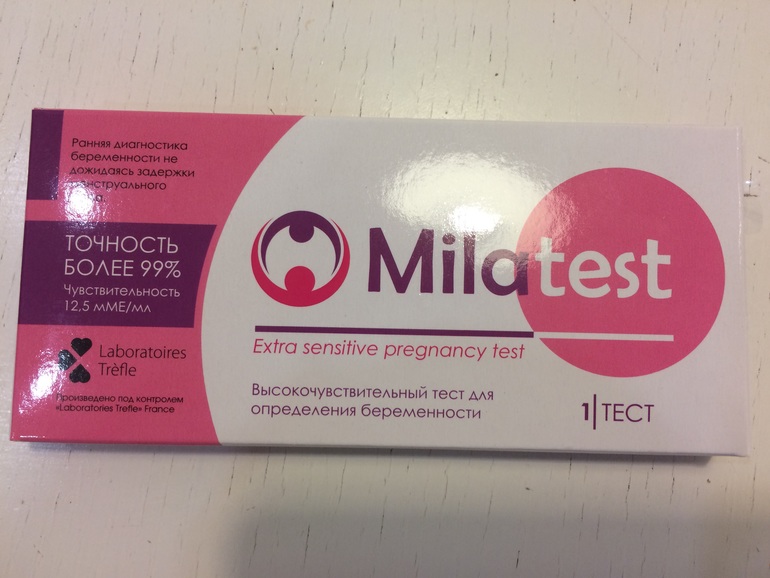 Ранняя диагностика
беременности не
дожидаясь задержки
ТОЧНОСТЬ
БОЛЕЕ 99%
Чувствительность
12,5 мМЕ/мл
Laboratoires
Trèfle
Произведено под контролем
«Laboratories Trefle» France
Milatest
Extra sensitive pregnancy test
Высокочувствительный тест для
определения беременности
1|ТЕСТ